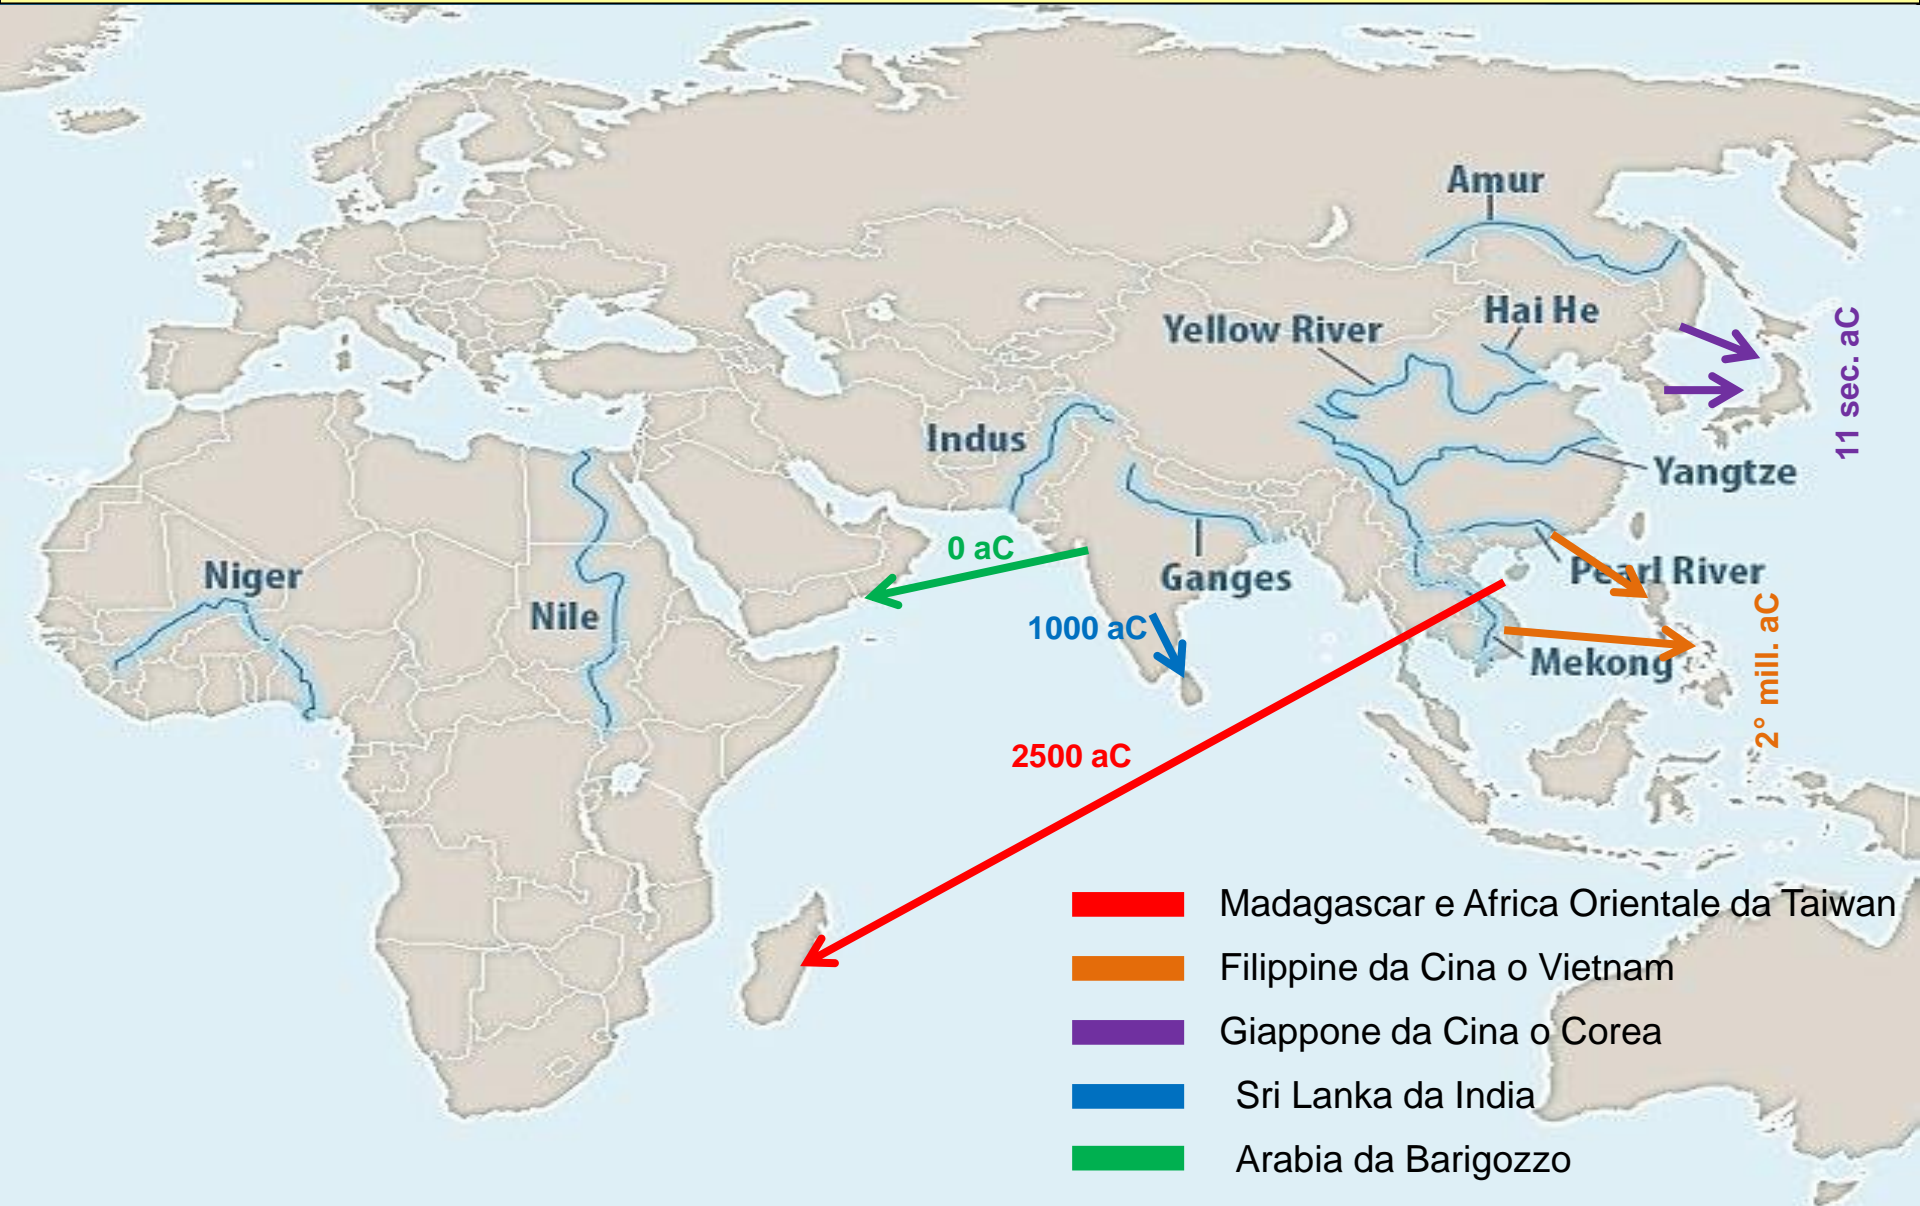 Amur
Hai He
Yellow River
11 sec. aC
Indus
Yangtze
0 aC
Niger
Ganges
Pearl River
Nile
1000 aC
2° mill. aC
Mekong
2500 aC
Madagascar e Africa Orientale da Taiwan
Filippine da Cina o Vietnam
Giappone da Cina o Corea
Sri Lanka da India
Arabia da Barigozzo